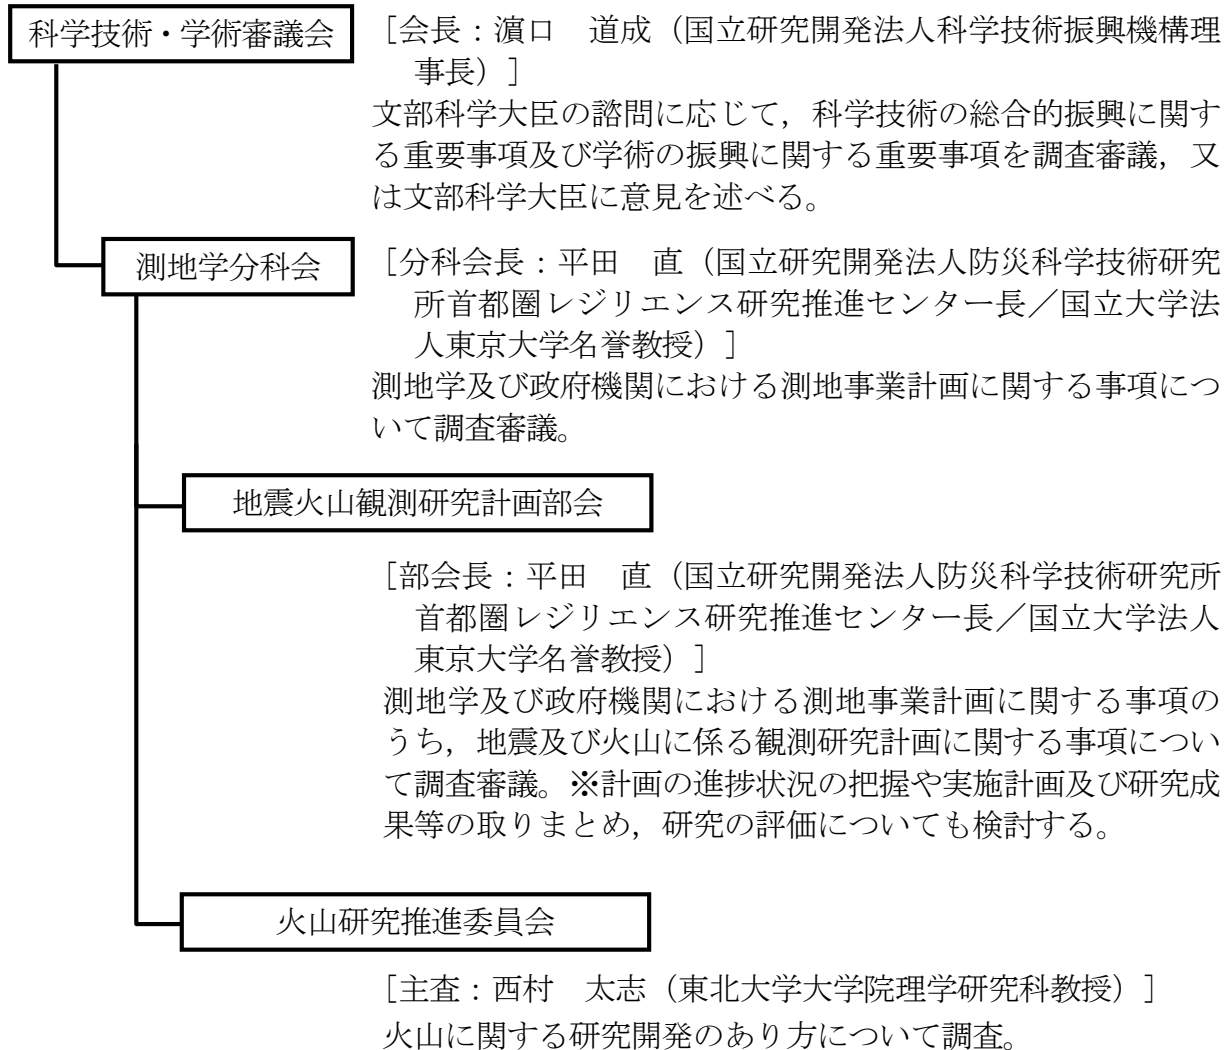 科学技術・学術審議会
［会長：濵口　道成（国立研究開発法人科学技術振興機構理
事長）］
文部科学大臣の諮問に応じて，科学技術の総合的振興に関す
る重要事項及び学術の振興に関する重要事項を調査審議，又
は文部科学大臣に意見を述べる。
測地学分科会
［分科会長：平田　直（国立研究開発法人防災科学技術研究
所首都圏レジリエンス研究推進センター長／国立大学法
人東京大学名誉教授）］
測地学及び政府機関における測地事業計画に関する事項につ
いて調査審議。
地震火山観測研究計画部会
［部会長：平田　直（国立研究開発法人防災科学技術研究所
首都圏レジリエンス研究推進センター長／国立大学法人
東京大学名誉教授）］
測地学及び政府機関における測地事業計画に関する事項の
うち，地震及び火山に係る観測研究計画に関する事項につい
て調査審議。※計画の進捗状況の把握や実施計画及び研究成
果等の取りまとめ，研究の評価についても検討する。
火山研究推進委員会
［主査：西村　太志（東北大学大学院理学研究科教授）］
火山に関する研究開発のあり方について調査。